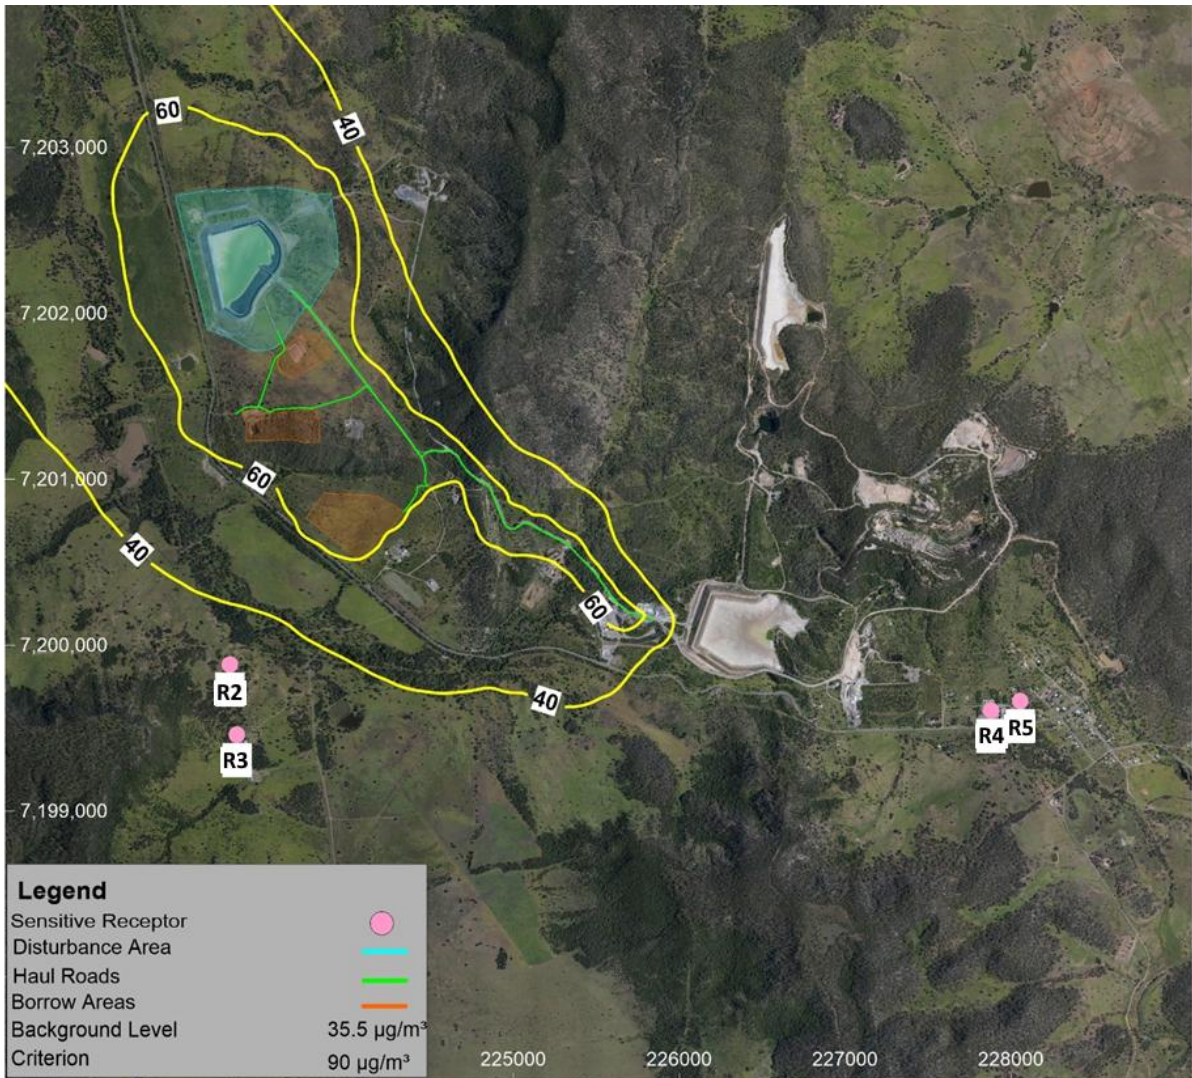 60
40
7,203,000
7,202,000
7,201,000
60
40
60
7,200,000
R2
40
R3
R4
R5
7,199,000
Legend
Sensitive Receptor
Disturbance Area
Haul Roads
Borrow Areas
Background Level 35.5 µg/m³
Criterion 90 µg/m³
225000 226000 227000 228000